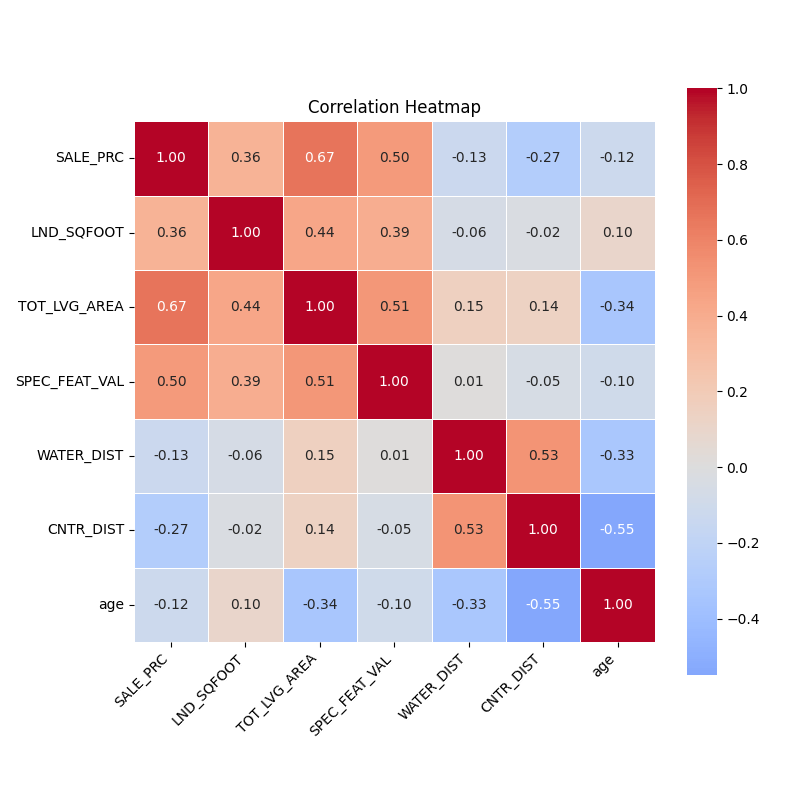 Correlation Heatmap
SALE_PRC 1.00 0.36 0.67 0.50 -0.13 -0.27 -0.12
LND_SQFOOT 0.36 1.00 0.44 0.39 -0.06 -0.02 0.10
TOT_LVG_AREA 0.67 0.44 1.00 0.51 0.15 0.14 -0.34
SPEC_FEAT_VAL 0.50 0.39 0.51 1.00 0.01 -0.05 -0.10
WATER_DIST -0.13 -0.06 0.15 0.01 1.00 0.53 -0.33
CNTR_DIST -0.27 -0.02 0.14 -0.05 0.53 1.00 -0.55
age -0.12 0.10 -0.34 -0.10 -0.33 -0.55 1.00
SALE_PRC LND_SQFOOT TOT_LVG_AREA SPEC_FEAT_VAL WATER_DIST CNTR_DIST age
1.0
0.8
0.6
0.4
0.2
0.0
−0.2
−0.4